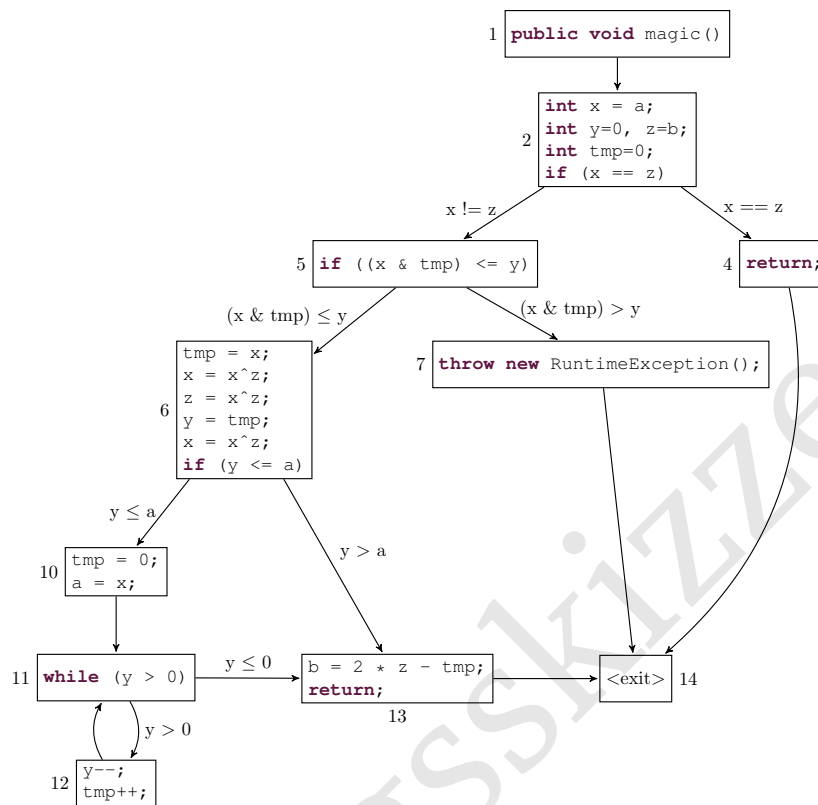 1 public void magic()
2
int x = a;
int y=0, z=b;
int tmp=0;
if (x == z)
x != z
x == z
5 if ((x & tmp) <= y)
4 return;
(x & tmp) ≤ y
(x & tmp) > y
6
tmp = x;
x = x^z;
z = x^z;
y = tmp;
x = x^z;
if (y <= a)
7 throw new RuntimeException();
y ≤ a
y > a
10
tmp = 0;
a = x;
11 while (y > 0)
y ≤ 0
b = 2 * z - tmp;
return;
13
<exit> 14
y > 0
12
y--;
tmp++;